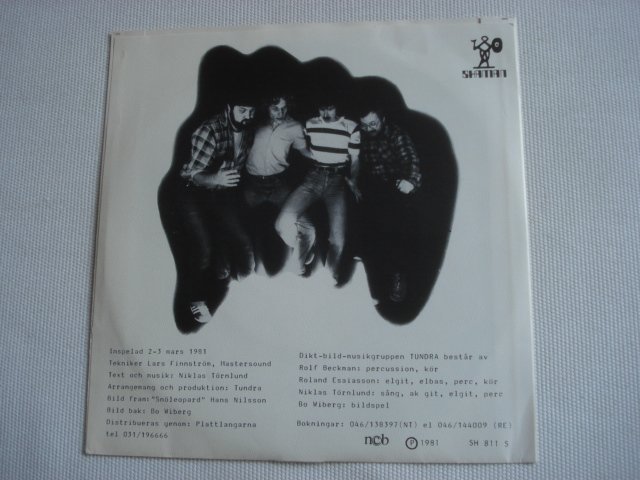 SHAMAN
Inspelad 2-3 mars 1981
Tekniker Lars Finnström, Mastersound
Text och musik: Niklas Törnlund
Arrangemang och produktion: Tundra
Bild fram: "Snöleopard" Hans Nilsson
Bild bak: Bo Wiberg
Distribueras genom: Plattlangarna
tel 031/196666
Dikt-bild-musikgruppen TUNDRA består av
Rolf Beckman: percussion, kör
Roland Esaiasson: elgit, elbas, perc, kör
Niklas Törnlund: sång, ak git, elgit, perc
Bo Wiberg: bildspel
Bokningar: 046/138397(NT) el 046/144009 (RE)
ncb ℗ 1981 SH 811 S